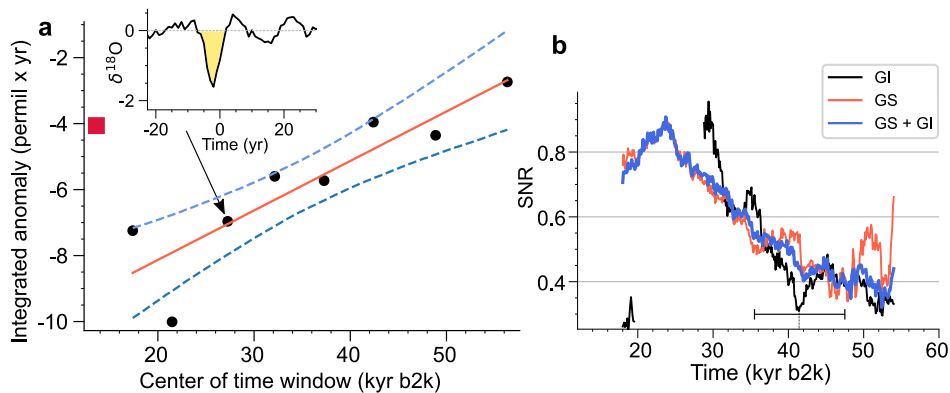 a
Integrated anomaly (permil x yr)
-2
-4
-6
-8
-10
20
30
40
50
Center of time window (kyr b2k)
δ¹⁸O
0
-2
-20
0
20
Time (yr)
b
GI
GS
GS + GI
SNR
0.8
0.6
0.4
20
30
40
50
60
Time (kyr b2k)